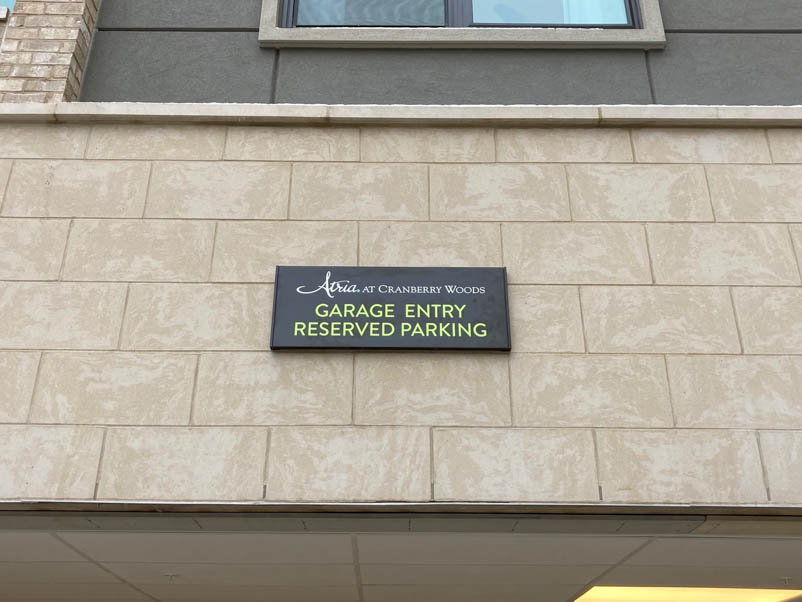 Atria® AT CRANBERRY WOODS
GARAGE ENTRY
RESERVED PARKING